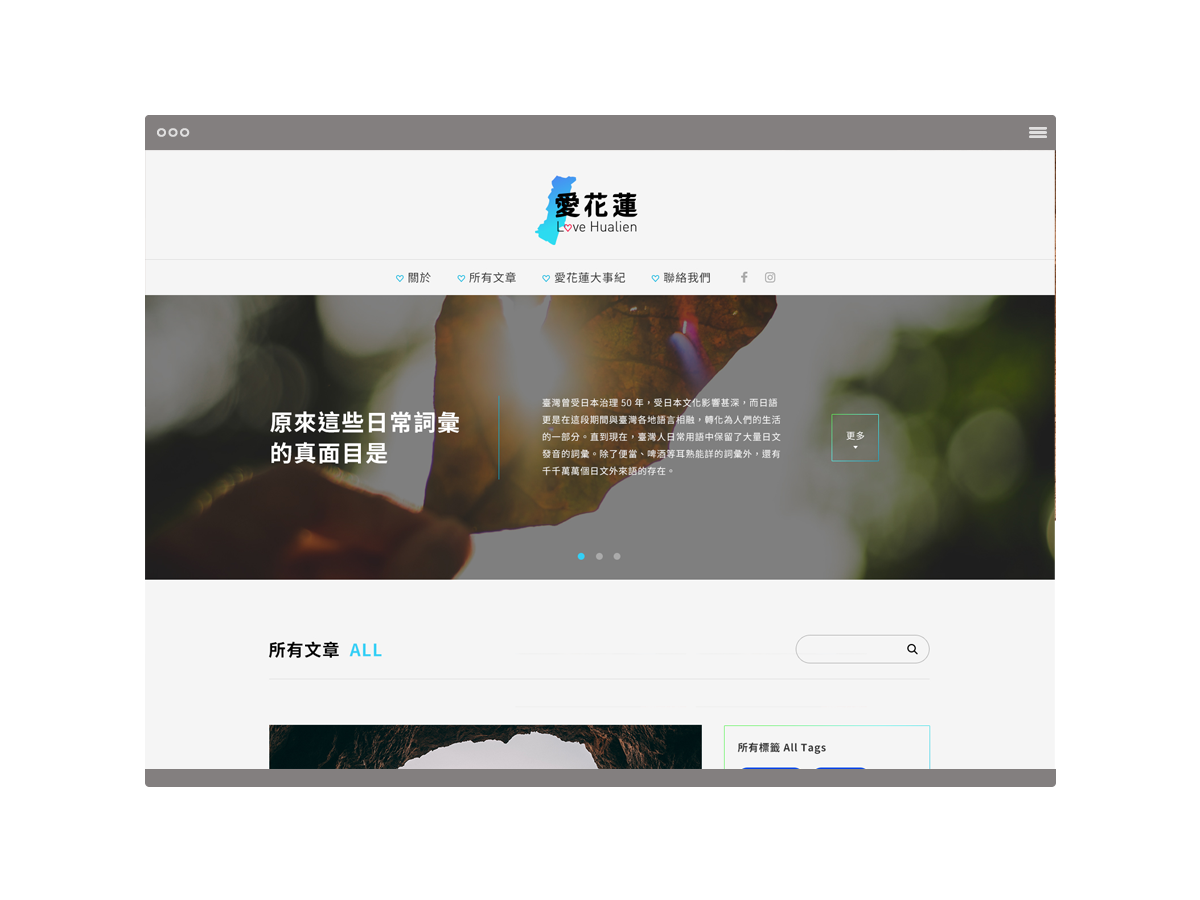 愛花蓮
Love Hualien
關於
所有文章
愛花蓮大事紀
聯絡我們
原來這些日常詞彙
的真面目是
臺灣曾受日本治理 50 年，受日本文化影響甚深，而日語
更是在這段期間與臺灣各地語言相融，轉化為人們的生活
的一部分。直到現在，臺灣人日常用語中保留了大量日文
發音的詞彙。除了便當、啤酒等耳熟能詳的詞彙外，還有
千千萬萬個日文外來語的存在。
更多
所有文章 ALL
所有標籤 All Tags